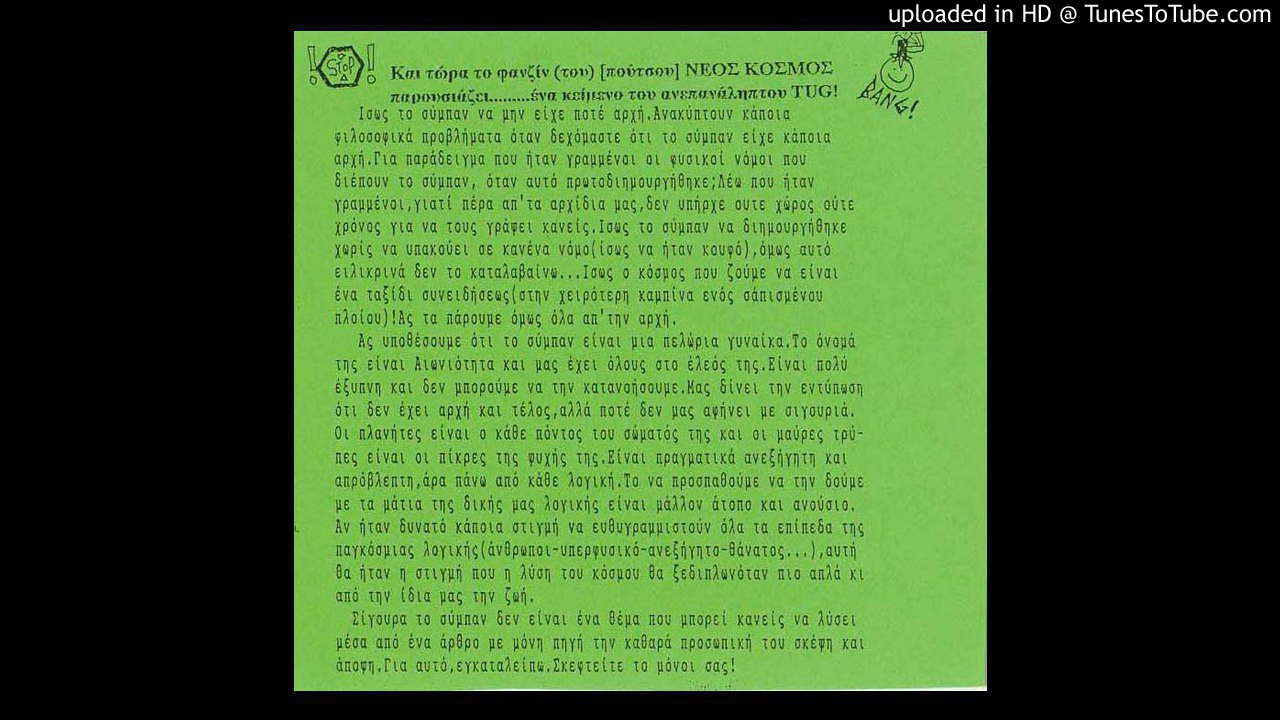 uploaded in HD @ TunesToTube.com
STOP
Και τώρα το φανζίν (του) [πούτσου] ΝΕΟΣ ΚΟΣΜΟΣ
παρουσιάζει.........ένα κείμενο του ανεπανάληπτου TUG!
BANG!
Ισως το σύμπαν να μην είχε ποτέ αρχή.Ανακύπτουν κάποια
φιλοσοφικά προβλήματα όταν δεχόμαστε ότι το σύμπαν είχε κάποια
αρχή.Για παράδειγμα που ήταν γραμμένοι οι φυσικοί νόμοι που
διέπουν το σύμπαν, όταν αυτό πρωτοδημιουργήθηκε;Λέω που ήταν
γραμμένοι,γιατί πέρα απ'τα αρχίδια μας,δεν υπήρχε ουτε χώρος ούτε
χρόνος για να τους γράψει κανείς.Ισως το σύμπαν να δημιουργήθηκε
χωρίς να υπακούει σε κανένα νόμο(ίσως να ήταν κουφό),όμως αυτό
ειλικρινά δεν το καταλαβαίνω...Ισως ο κόσμος που ζούμε να είναι
ένα ταξίδι συνειδήσεως(στην χειρότερη καμπίνα ενός σάπισμένου
πλοίου)!Ας τα πάρουμε όμως όλα απ'την αρχή.
Ας υποθέσουμε ότι το σύμπαν είναι μια πελώρια γυναίκα.Το όνομά
της είναι Αιωνιότητα και μας έχει όλους στο έλεός της.Είναι πολύ
έξυπνη και δεν μπορούμε να την κατανοήσουμε.Μας δίνει την εντύπωση
ότι δεν έχει αρχή και τέλος,αλλά ποτέ δεν μας αφήνει με σιγουριά.
Οι πλανήτες είναι ο κάθε πόντος του σώματός της και οι μαύρες τρύ-
πες είναι οι πίκρες της ψυχής της.Είναι πραγματικά ανεξήγητη και
απρόβλεπτη,άρα πάνω από κάθε λογική.Το να προσπαθούμε να την δούμε
με τα μάτια της δικής μας λογικής είναι μάλλον άτοπο και ανούσιο.
Αν ήταν δυνατό κάποια στιγμή να ευθυγραμμιστούν όλα τα επίπεδα της
παγκόσμιας λογικής(άνθρωποι-υπερφυσικό-ανεξήγητο-θάνατος...),αυτή
θα ήταν η στιγμή που η λύση του κόσμου θα ξεδιπλωνόταν πιο απλά κι
από την ίδια μας την ζωή.
Σίγουρα το σύμπαν δεν είναι ένα θέμα που μπορεί κανείς να λύσει
μέσα από ένα άρθρο με μόνη πηγή την καθαρά προσωπική του σκέψη και
άποψη.Για αυτό,εγκαταλείπω.Σκεφτείτε το μόνοι σας!